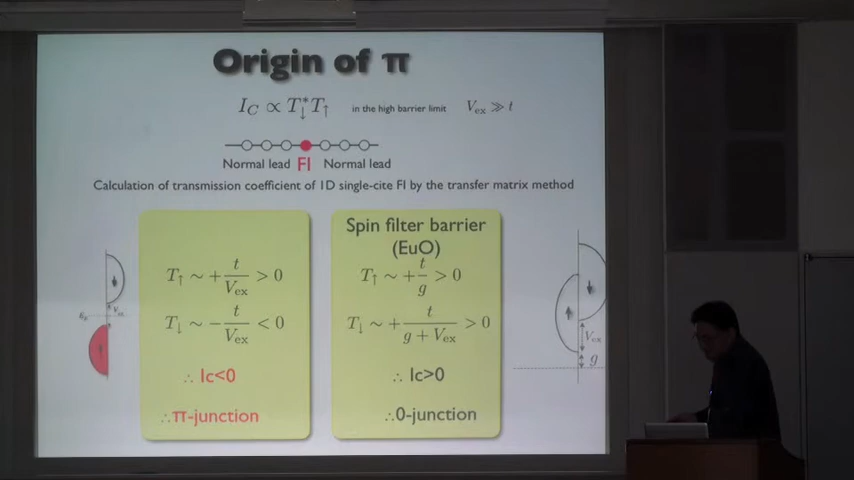 Origin of π
I_C ∝ T↓* T↑ in the high barrier limit V_ex ≫ t
Normal lead FI Normal lead
Calculation of transmission coefficient of 1D single-cite FI by the transfer matrix method
T↑ ∼ + t/V_ex > 0
T↓ ∼ − t/V_ex < 0
∴ Ic<0
∴π-junction
Spin filter barrier
(EuO)
T↑ ∼ + t/g > 0
T↓ ∼ + t/(g + V_ex) > 0
∴ Ic>0
∴0-junction
V_ex
g